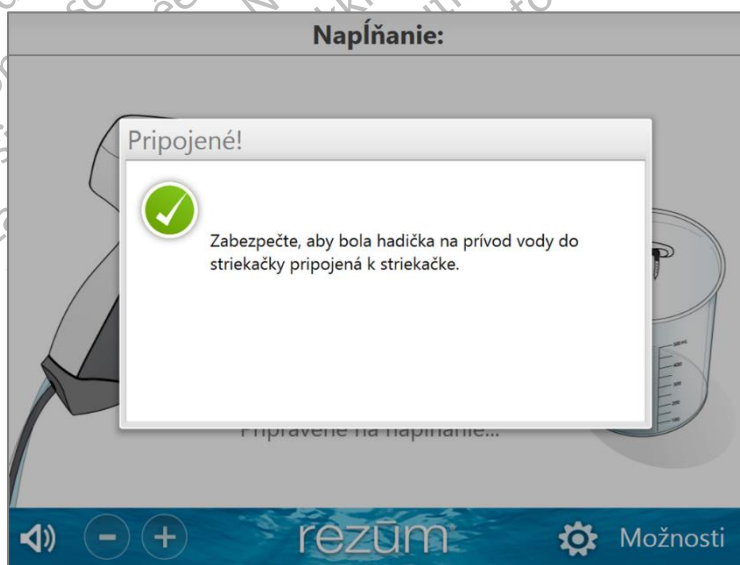 Napĺňanie:
Pripojené!
Zabezpečte, aby bola hadička na prívod vody do
striekačky pripojená k striekačke.
Pripravené na napĺňanie...
rezūm
Možnosti